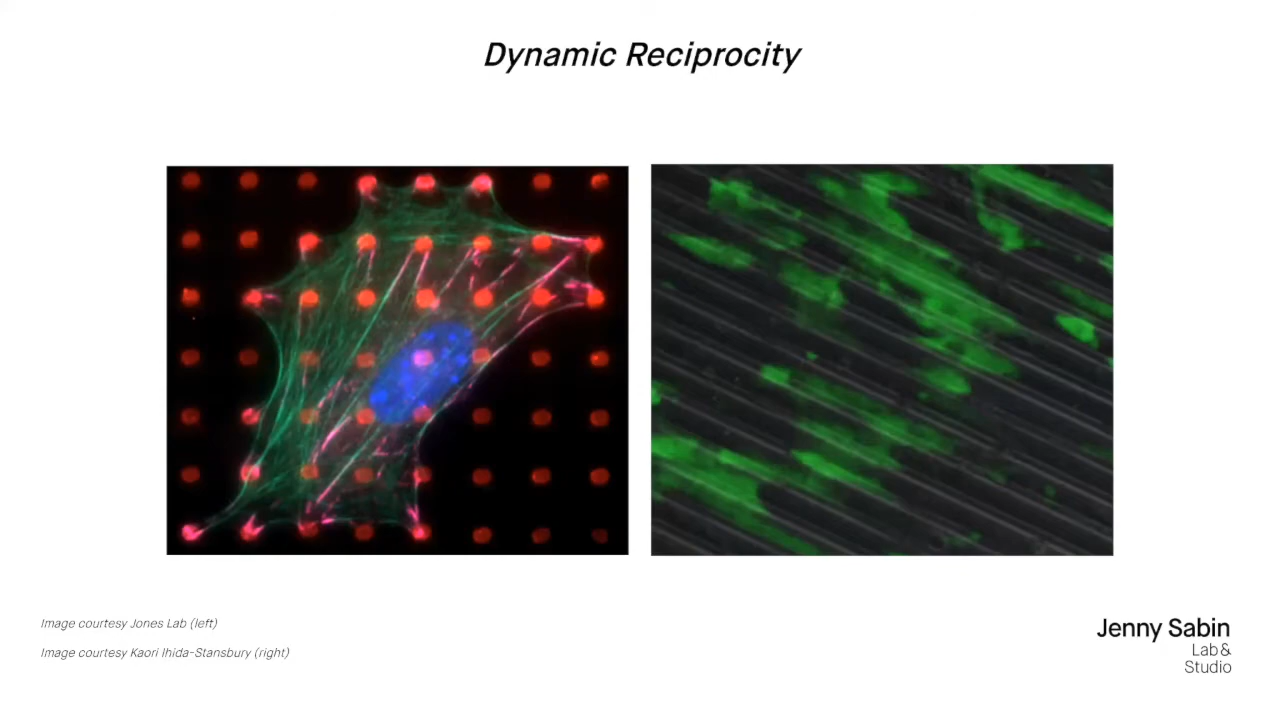 Dynamic Reciprocity
Image courtesy Jones Lab (left)
Image courtesy Kaori Ihida-Stansbury (right)
Jenny Sabin
Lab &
Studio